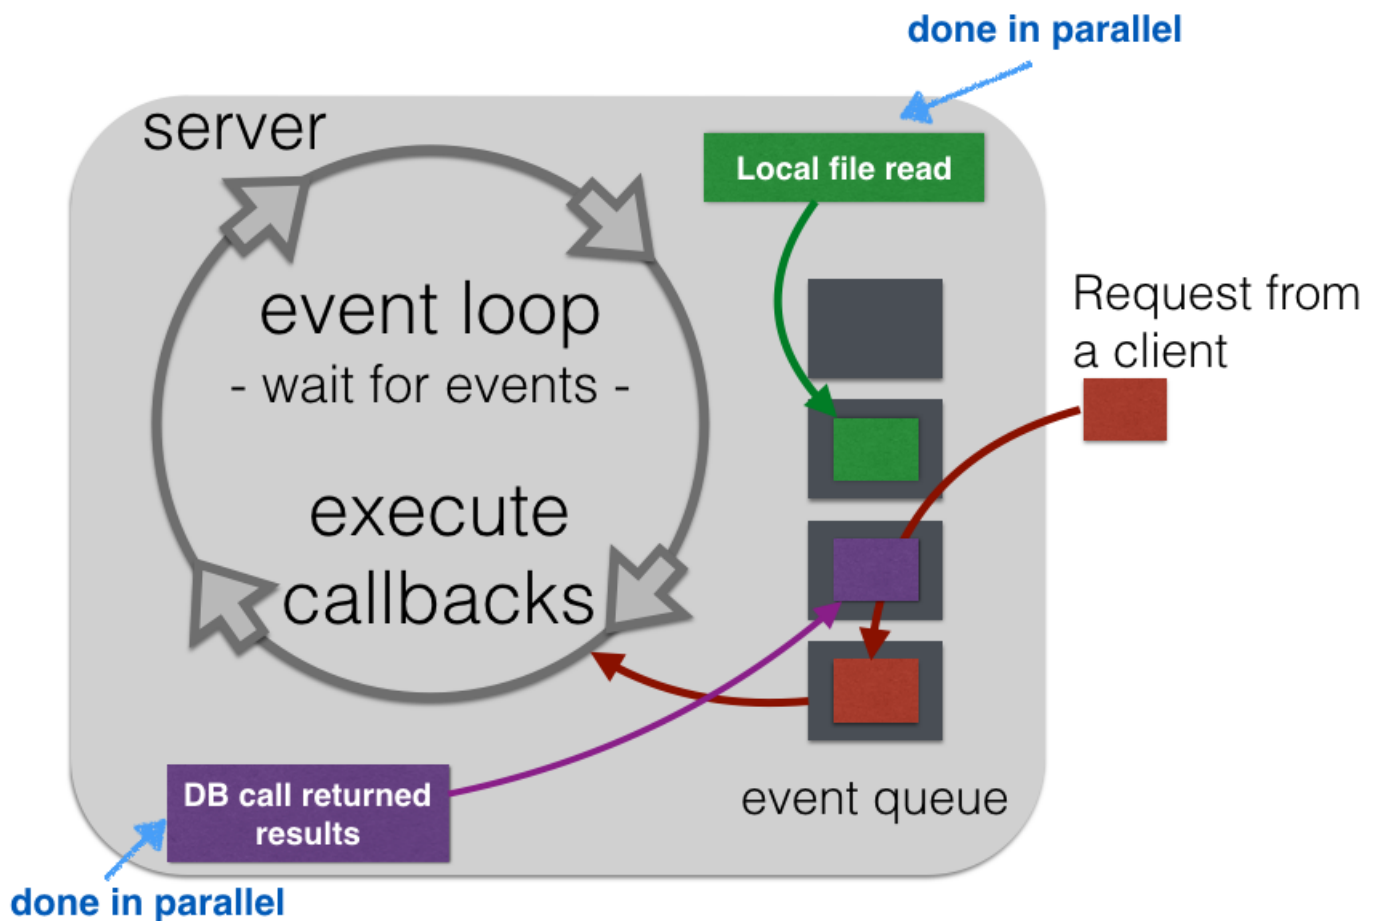 done in parallel
server
Local file read
event loop
- wait for events -
Request from
a client
execute
callbacks
DB call returned
results
event queue
done in parallel